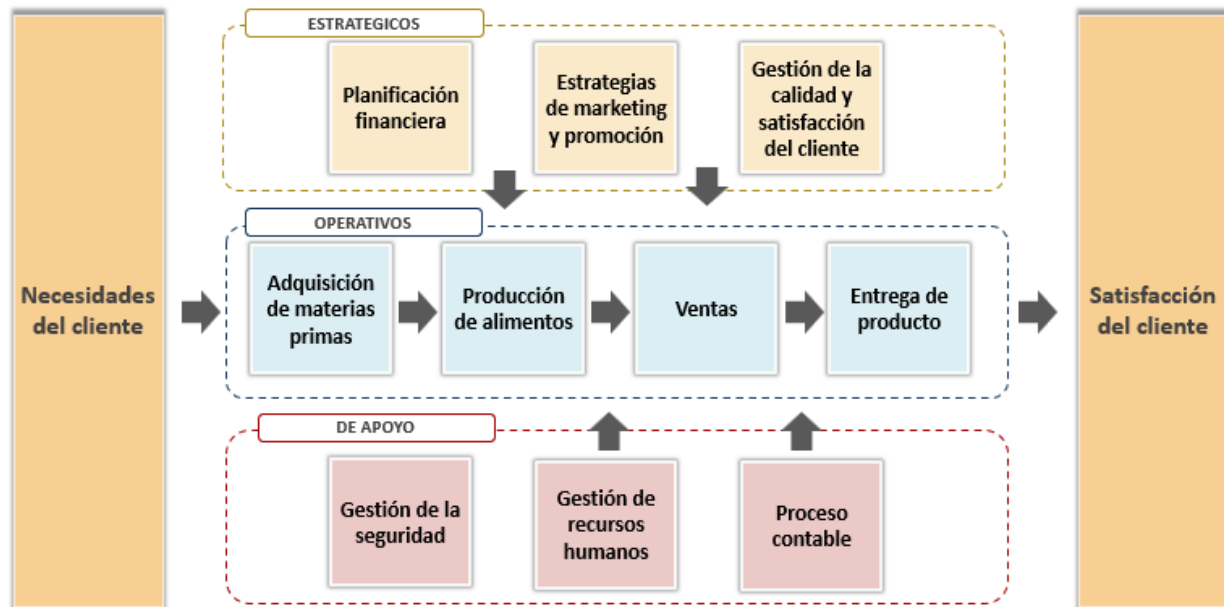 ESTRATEGICOS
Planificación
financiera
Estrategias
de marketing
y promoción
Gestión de la
calidad y
satisfacción
del cliente
OPERATIVOS
Necesidades
del cliente
Adquisición
de materias
primas
Producción
de alimentos
Ventas
Entrega de
producto
Satisfacción
del cliente
DE APOYO
Gestión de la
seguridad
Gestión de
recursos
humanos
Proceso
contable